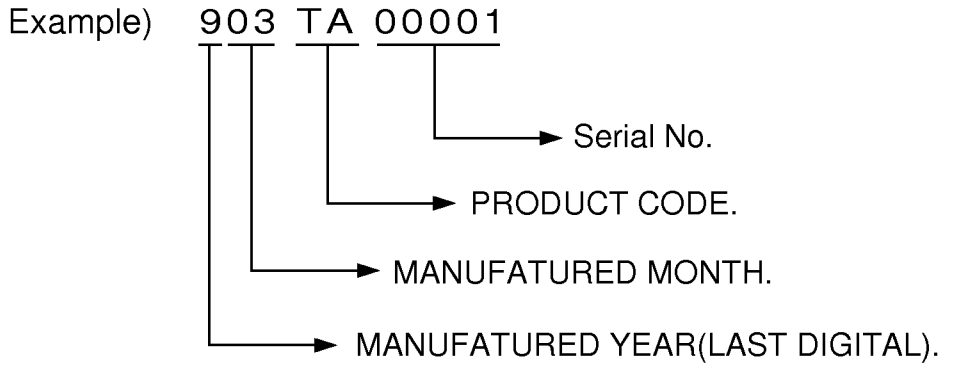 Example) 903 TA 00001
Serial No.
PRODUCT CODE.
MANUFATURED MONTH.
MANUFATURED YEAR(LAST DIGITAL).